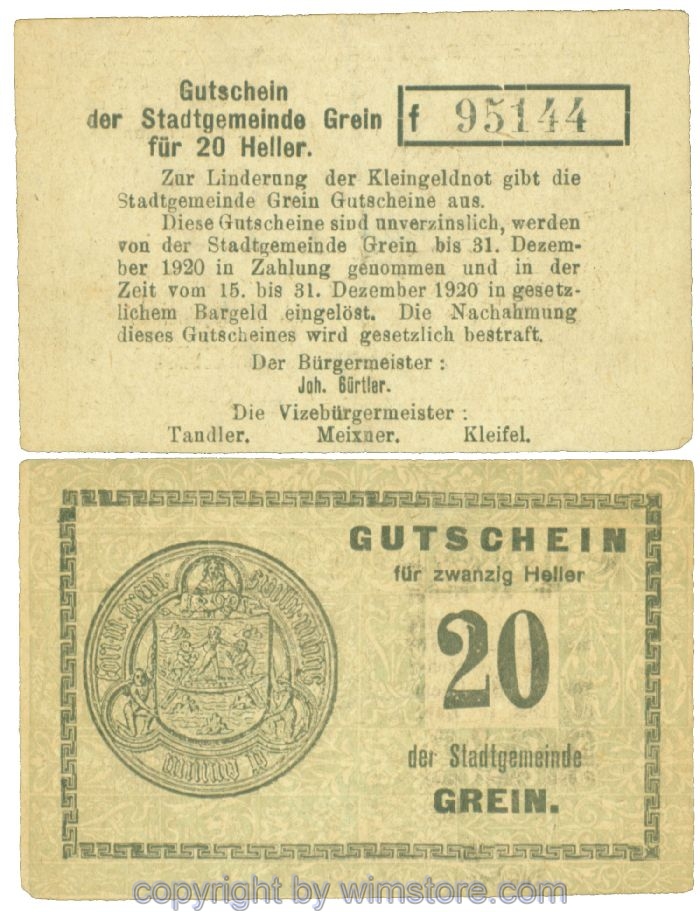 Gutschein
der Stadtgemeinde Grein
für 20 Heller.
f 95144
Zur Linderung der Kleingeldnot gibt die
Stadtgemeinde Grein Gutscheine aus.
Diese Gutscheine sind unverzinslich, werden
von der Stadtgemeinde Grein bis 31. Dezem-
ber 1920 in Zahlung genommen und in der
Zeit vom 15. bis 31. Dezember 1920 in gesetz-
lichem Bargeld eingelöst. Die Nachahmung
dieses Gutscheines wird gesetzlich bestraft.
Der Bürgermeister :
Joh. Gürtler.
Die Vizebürgermeister :
Tandler. Meixner. Kleifel.
GUTSCHEIN
für zwanzig Heller
20
der Stadtgemeinde
GREIN.
copyright by wimstore.com